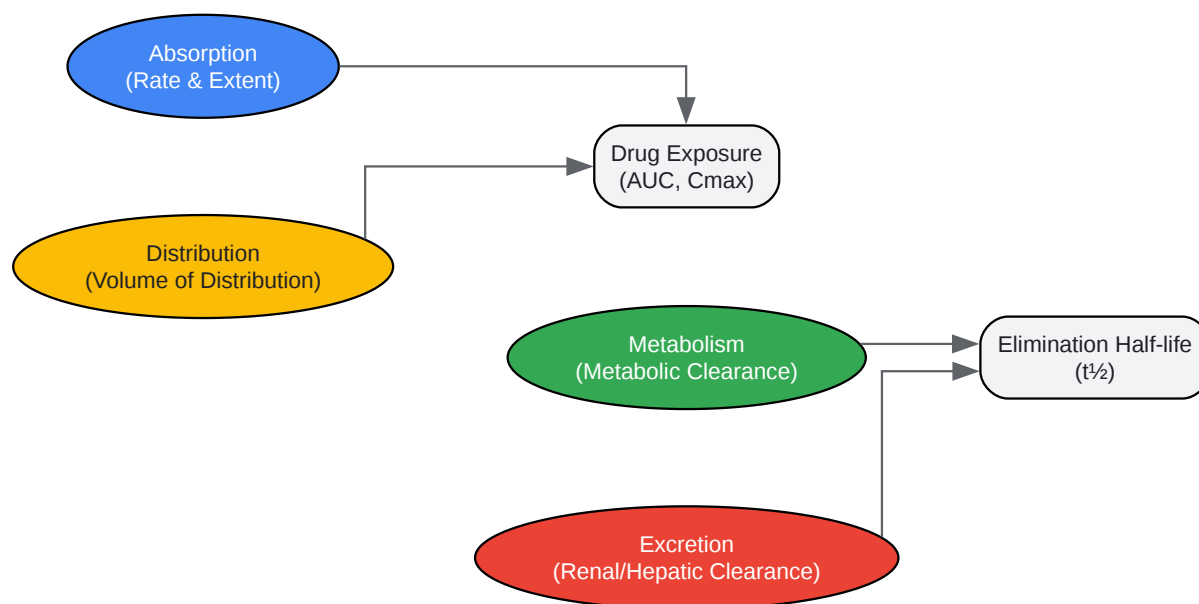 Absorption
(Rate & Extent)
Drug Exposure
(AUC, Cmax)
Distribution
(Volume of Distribution)
Metabolism
(Metabolic Clearance)
Elimination Half-life
(t½)
Excretion
(Renal/Hepatic Clearance)